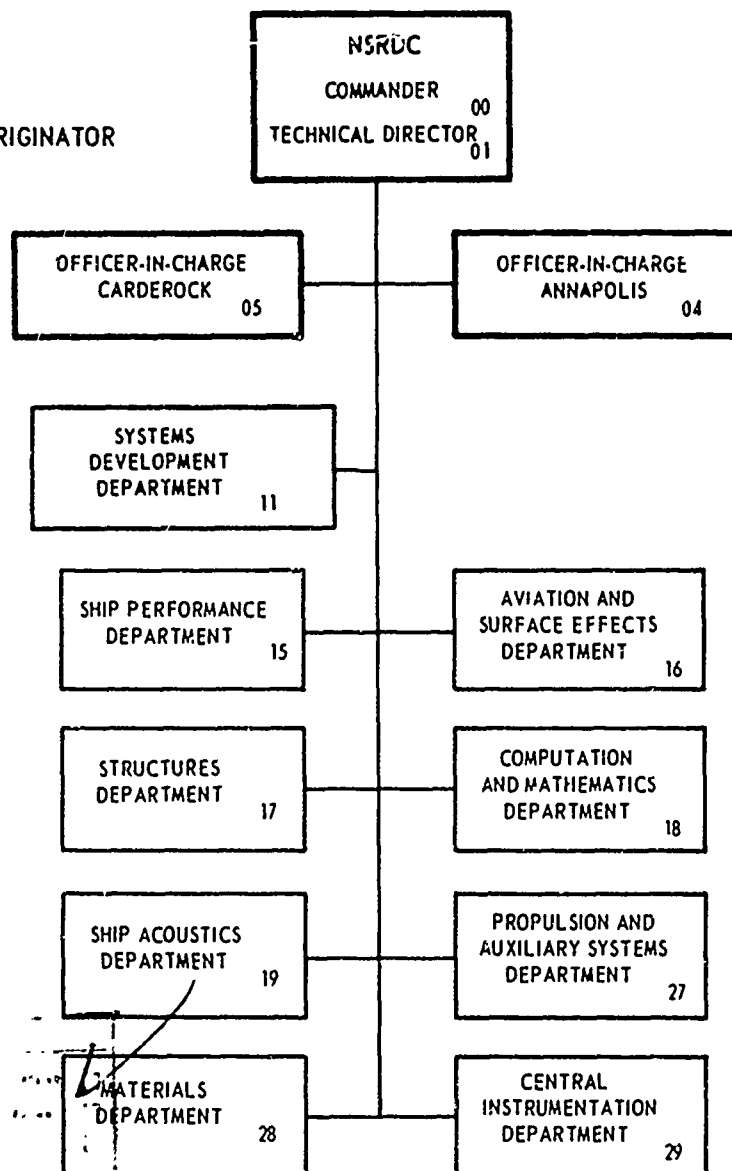 NSRDC
COMMANDER 00
TECHNICAL DIRECTOR 01
RIGINATOR
OFFICER-IN-CHARGE
CARDEROCK
05
OFFICER-IN-CHARGE
ANNAPOLIS
04
SYSTEMS
DEVELOPMENT
DEPARTMENT
11
SHIP PERFORMANCE
DEPARTMENT
15
AVIATION AND
SURFACE EFFECTS
DEPARTMENT
16
STRUCTURES
DEPARTMENT
17
COMPUTATION
AND MATHEMATICS
DEPARTMENT
18
SHIP ACOUSTICS
DEPARTMENT
19
PROPULSION AND
AUXILIARY SYSTEMS
DEPARTMENT
27
MATERIALS
DEPARTMENT
28
CENTRAL
INSTRUMENTATION
DEPARTMENT
29